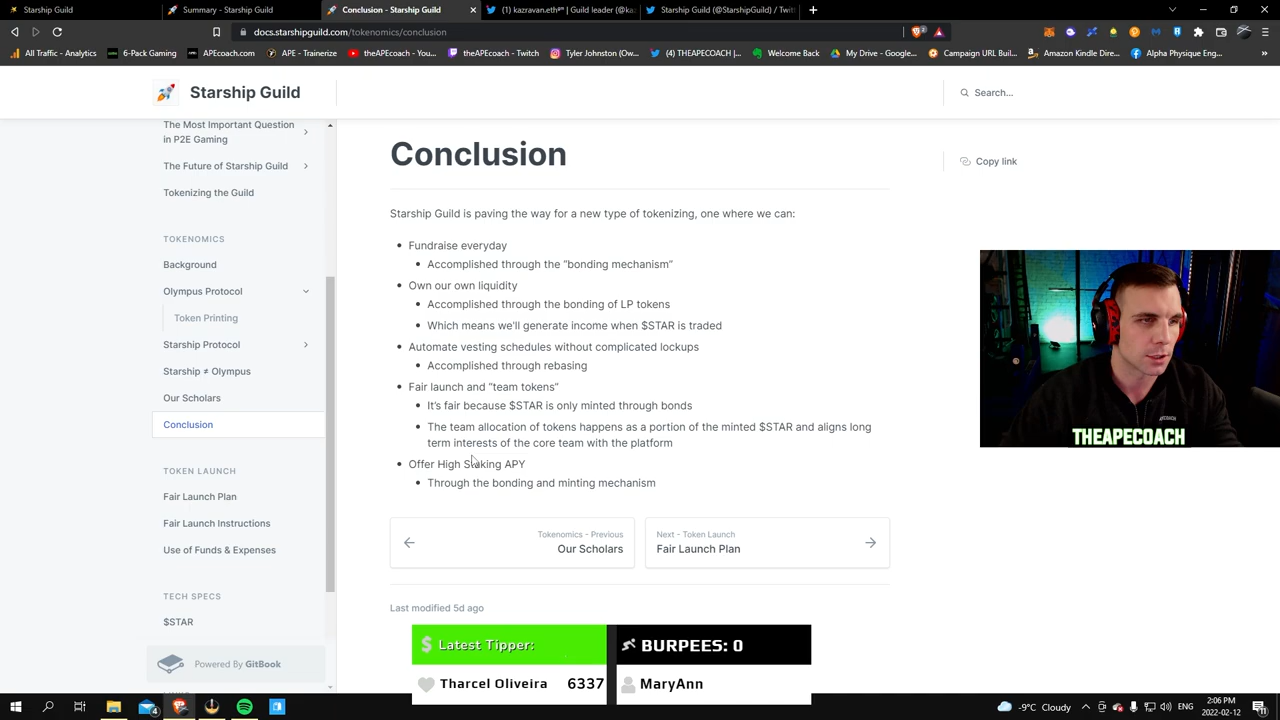 Starship Guild
Summary - Starship Guild
Conclusion - Starship Guild
(1) kazravan.eth | Guild leader (@ka
Starship Guild (@StarshipGuild) / Twitt
docs.starshipguild.com/tokenomics/conclusion
All Traffic - Analytics
6-Pack Gaming
APEcoach.com
APE - Trainerize
theAPEcoach - You...
theAPEcoach - Twitch
Tyler Johnston (Ow...
(4) THEAPECOACH (...
Welcome Back
My Drive - Google...
Campaign URL Buil...
Amazon Kindle Dire...
Alpha Physique Eng...
Starship Guild
Search...
The Most Important Question
in P2E Gaming
The Future of Starship Guild
Tokenizing the Guild
TOKENOMICS
Background
Olympus Protocol
Token Printing
Starship Protocol
Starship ≠ Olympus
Our Scholars
Conclusion
TOKEN LAUNCH
Fair Launch Plan
Fair Launch Instructions
Use of Funds & Expenses
TECH SPECS
$STAR
Powered By GitBook
Conclusion
Copy link
Starship Guild is paving the way for a new type of tokenizing, one where we can:
• Fundraise everyday
• Accomplished through the “bonding mechanism”
• Own our own liquidity
• Accomplished through the bonding of LP tokens
• Which means we'll generate income when $STAR is traded
• Automate vesting schedules without complicated lockups
• Accomplished through rebasing
• Fair launch and “team tokens”
• It’s fair because $STAR is only minted through bonds
• The team allocation of tokens happens as a portion of the minted $STAR and aligns long
term interests of the core team with the platform
• Offer High Staking APY
• Through the bonding and minting mechanism
Tokenomics - Previous
Our Scholars
Next - Token Launch
Fair Launch Plan
Last modified 5d ago
THEAPECOACH
Latest Tipper:
BURPEES: 0
Tharcel Oliveira 6337
MaryAnn
-9°C Cloudy
ENG
2:06 PM
2022-02-12